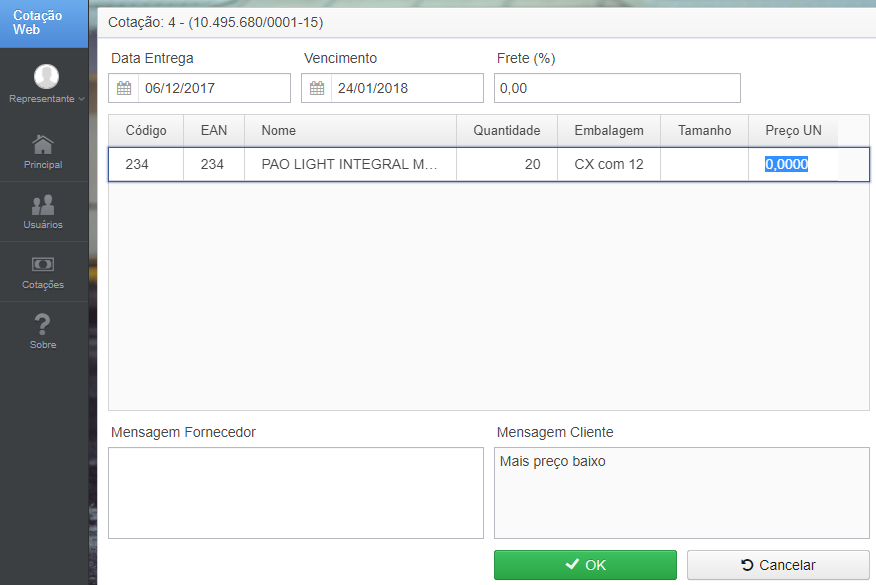 Cotação
Web
Representante
Principal
Usuários
Cotações
Sobre
Cotação: 4 - (10.495.680/0001-15)
Data Entrega Vencimento Frete (%)
06/12/2017 24/01/2018 0,00
Código EAN Nome Quantidade Embalagem Tamanho Preço UN
234 234 PAO LIGHT INTEGRAL M... 20 CX com 12 0,0000
Mensagem Fornecedor Mensagem Cliente
Mais preço baixo
OK Cancelar